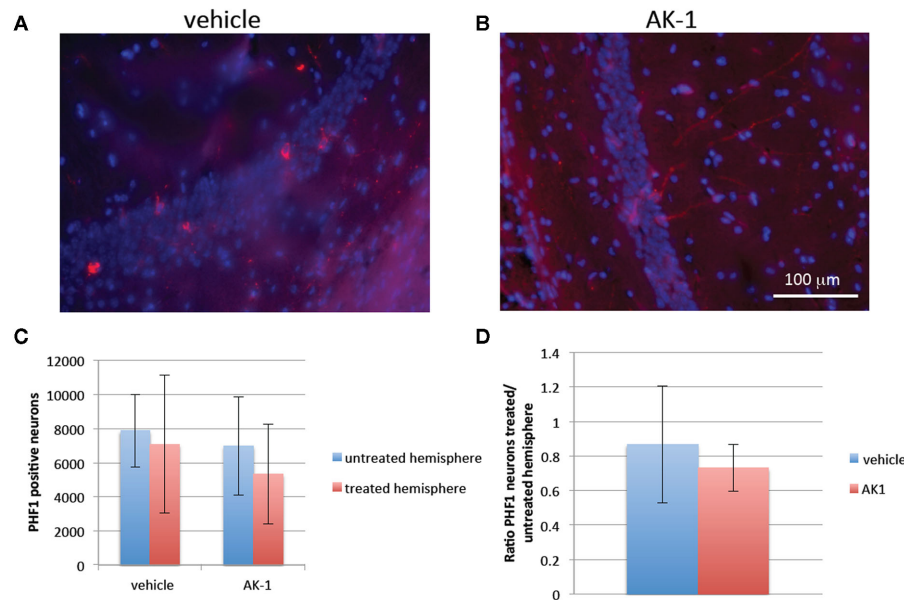 A
vehicle
B
AK-1
100 μm
C
12000
10000
8000
6000
4000
2000
0
PHF1 positive neurons
vehicle
AK-1
untreated hemisphere
treated hemisphere
D
1.4
1.2
1
0.8
0.6
0.4
0.2
0
Ratio PHF1 neurons treated/
untreated hemisphere
vehicle
AK1